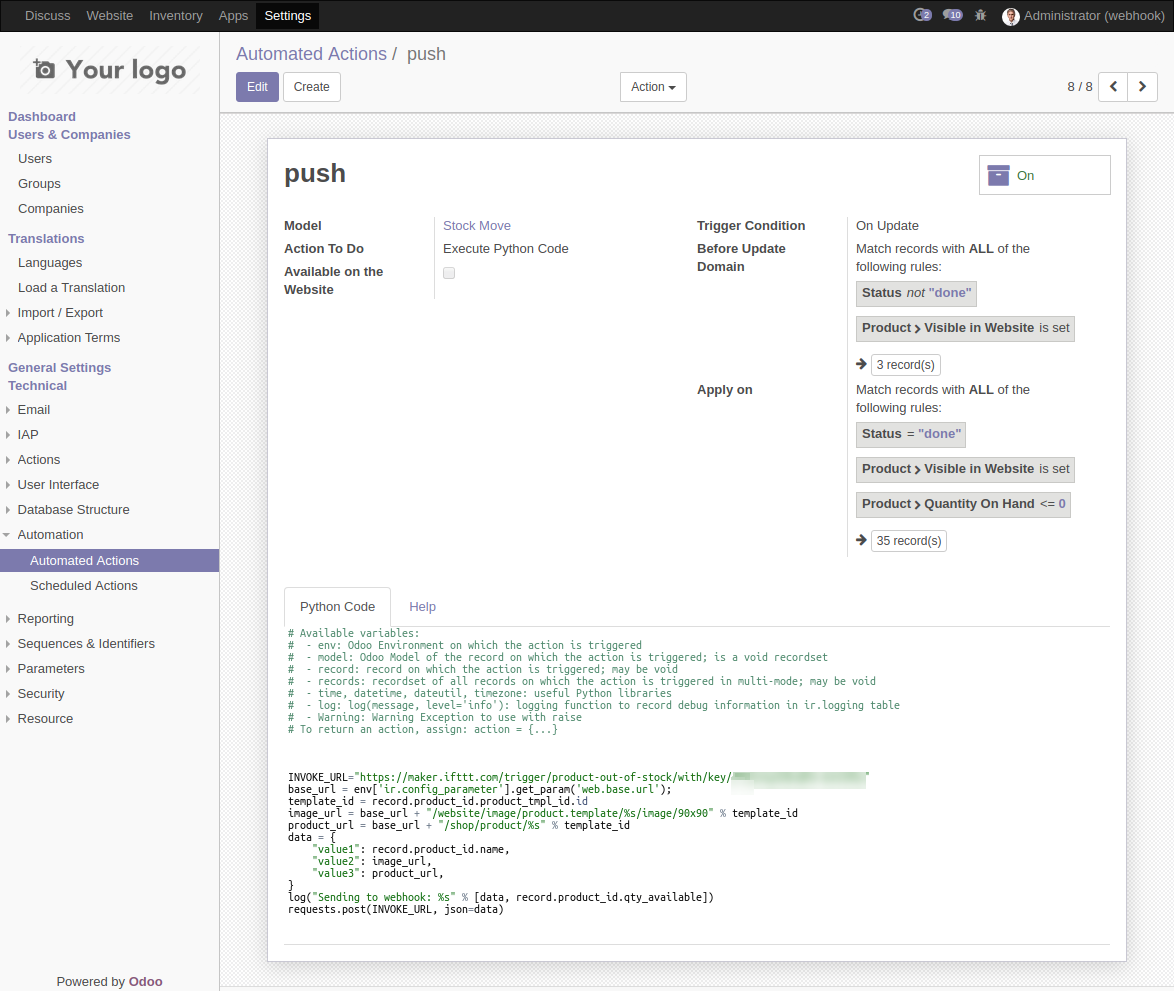 Discuss Website Inventory Apps Settings 2 10 Administrator (webhook)
Your logo
Automated Actions / push
Edit Create Action 8 / 8
Dashboard
Users & Companies
Users
Groups
Companies
Translations
Languages
Load a Translation
Import / Export
Application Terms
General Settings
Technical
Email
IAP
Actions
User Interface
Database Structure
Automation
Automated Actions
Scheduled Actions
Reporting
Sequences & Identifiers
Parameters
Security
Resource
Powered by Odoo
push
On
Model Stock Move
Action To Do Execute Python Code
Available on the
Website
Trigger Condition On Update
Before Update
Domain
Match records with ALL of the
following rules:
Status not "done"
Product Visible in Website is set
3 record(s)
Apply on
Match records with ALL of the
following rules:
Status = "done"
Product Visible in Website is set
Product Quantity On Hand <= 0
35 record(s)
Python Code Help
# Available variables:
#  - env: Odoo Environment on which the action is triggered
#  - model: Odoo Model of the record on which the action is triggered; is a void recordset
#  - record: record on which the action is triggered; may be void
#  - records: recordset of all records on which the action is triggered in multi-mode; may be void
#  - time, datetime, dateutil, timezone: useful Python libraries
#  - log: log(message, level='info'): logging function to record debug information in ir.logging table
#  - Warning: Warning Exception to use with raise
# To return an action, assign: action = {...}
INVOKE_URL="https://maker.ifttt.com/trigger/product-out-of-stock/with/key/ "
base_url = env['ir.config_parameter'].get_param('web.base.url');
template_id = record.product_id.product_tmpl_id.id
image_url = base_url + "/website/image/product.template/%s/image/90x90" % template_id
product_url = base_url + "/shop/product/%s" % template_id
data = {
    "value1": record.product_id.name,
    "value2": image_url,
    "value3": product_url,
}
log("Sending to webhook: %s" % [data, record.product_id.qty_available])
requests.post(INVOKE_URL, json=data)